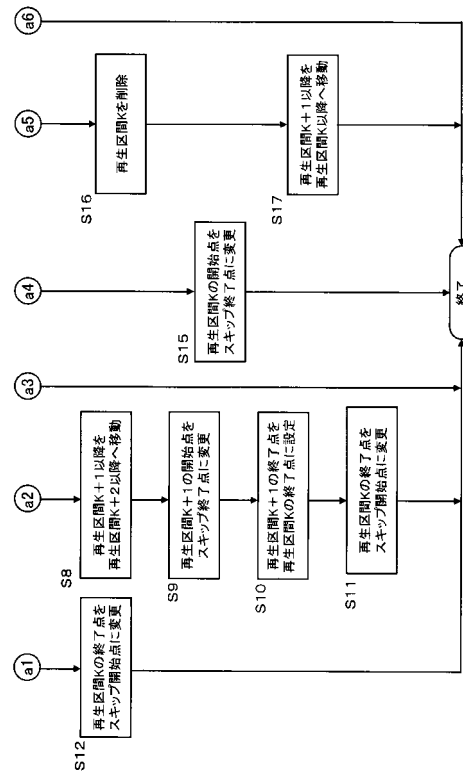 a1
S12
再生区間Kの終了点を
スキップ開始点に変更
a2
S8
再生区間K+1以降を
再生区間K+2以降へ移動
S9
再生区間K+1の開始点を
スキップ終了点に変更
S10
再生区間K+1の終了点を
再生区間Kの終了点に設定
S11
再生区間Kの終了点を
スキップ開始点に変更
a3
a4
S15
再生区間Kの開始点を
スキップ終了点に変更
a5
S16
再生区間Kを削除
S17
再生区間K+1以降を
再生区間K以降へ移動
a6
終了